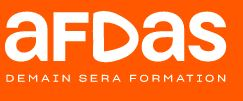 aFDas
DEMAIN SERA FORMATION